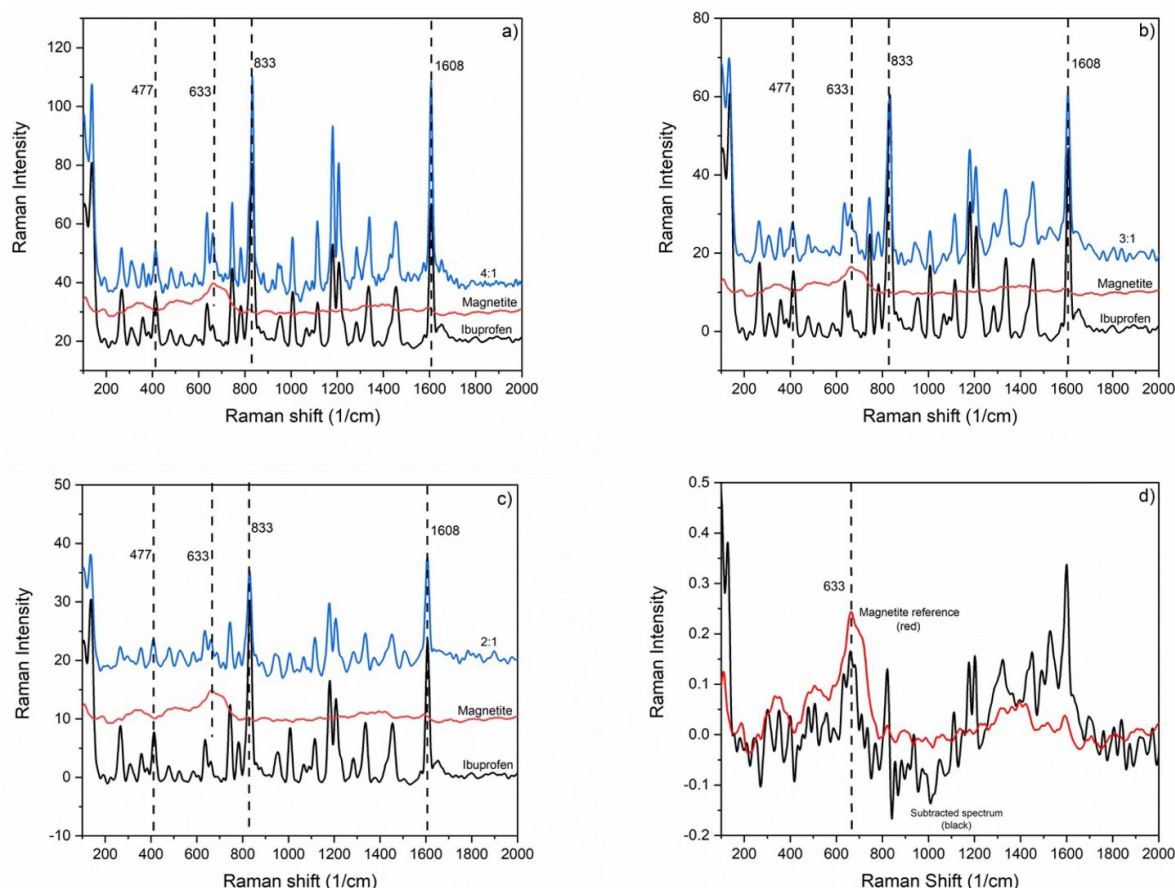 a)
120
100
80
60
40
20
477
633
833
1608
4:1
Magnetite
Ibuprofen
200 400 600 800 1000 1200 1400 1600 1800 2000
Raman shift (1/cm)
Raman Intensity
b)
80
60
40
20
0
-20
477
633
833
1608
3:1
Magnetite
Ibuprofen
200 400 600 800 1000 1200 1400 1600 1800 2000
Raman shift (1/cm)
Raman Intensity
c)
50
40
30
20
10
0
-10
477
633
833
1608
2:1
Magnetite
Ibuprofen
200 400 600 800 1000 1200 1400 1600 1800 2000
Raman shift (1/cm)
Raman Intensity
d)
0.5
0.4
0.3
0.2
0.1
0.0
-0.1
-0.2
633
Magnetite reference
(red)
Subtracted spectrum
(black)
200 400 600 800 1000 1200 1400 1600 1800 2000
Raman Shift (1/cm)
Raman Intensity